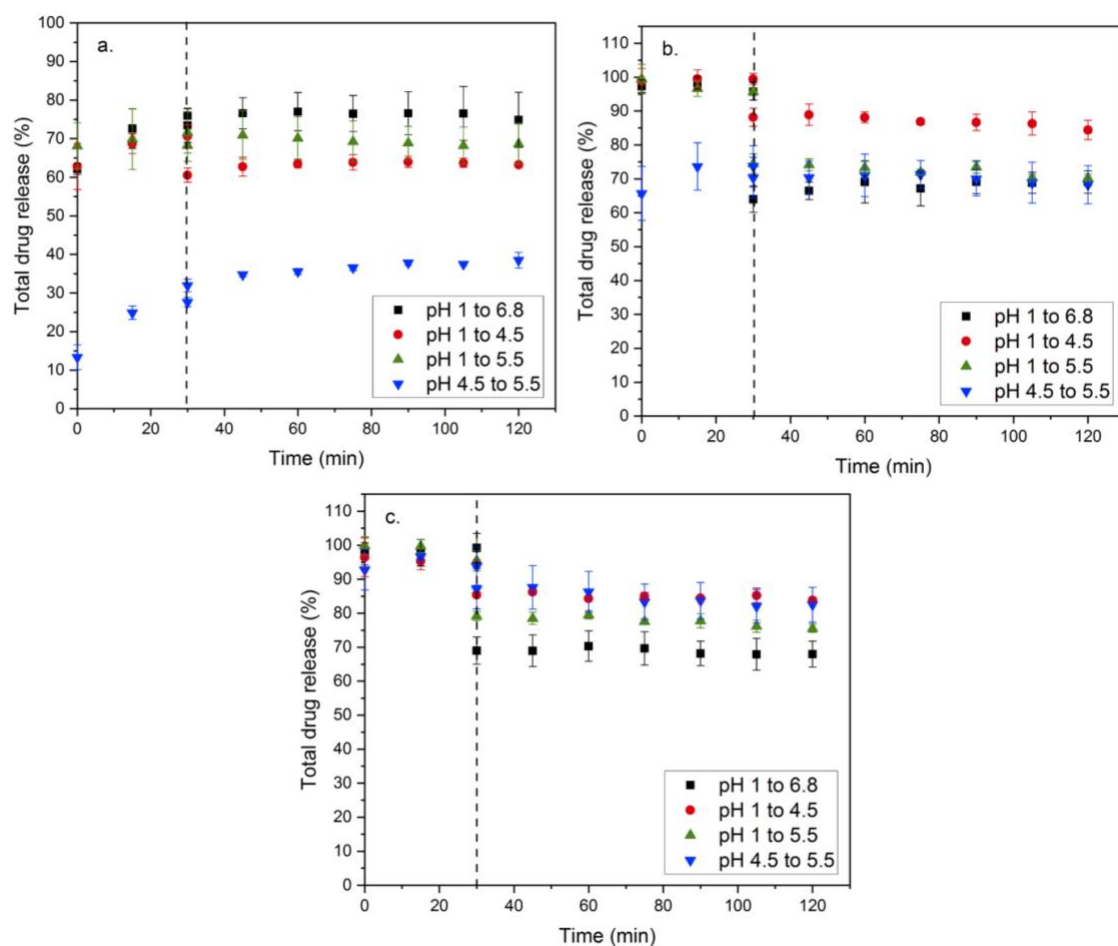 a.
Total drug release (%)
100
90
80
70
60
50
40
30
20
10
0
0 20 40 60 80 100 120
Time (min)
pH 1 to 6.8
pH 1 to 4.5
pH 1 to 5.5
pH 4.5 to 5.5
b.
Total drug release (%)
110
100
90
80
70
60
50
40
30
20
10
0
0 20 40 60 80 100 120
Time (min)
pH 1 to 6.8
pH 1 to 4.5
pH 1 to 5.5
pH 4.5 to 5.5
c.
Total drug release (%)
110
100
90
80
70
60
50
40
30
20
10
0
0 20 40 60 80 100 120
Time (min)
pH 1 to 6.8
pH 1 to 4.5
pH 1 to 5.5
pH 4.5 to 5.5